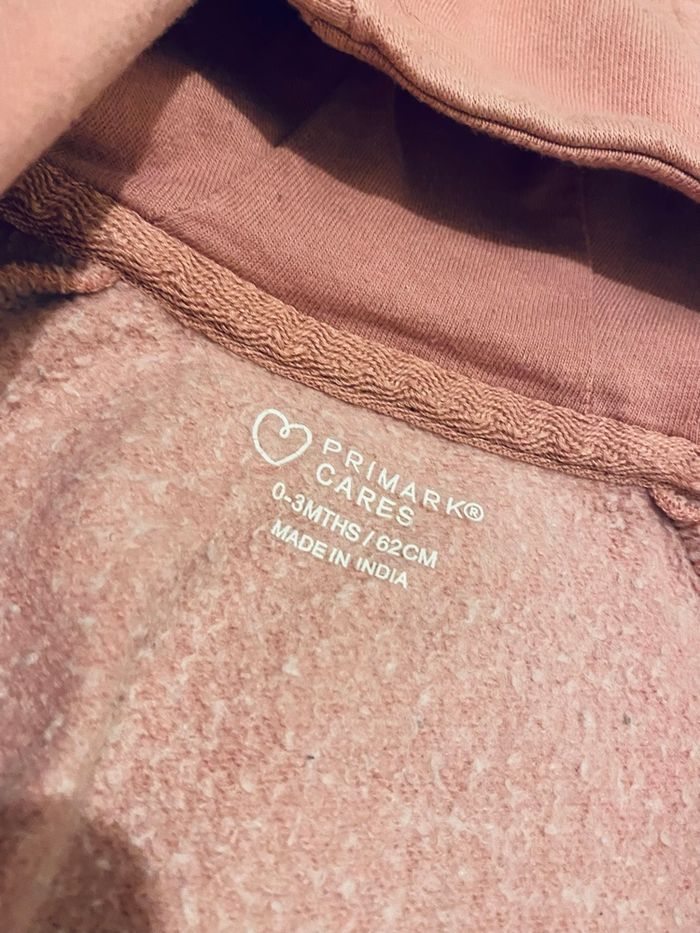 PRIMARK®
CARES
0-3MTHS / 62CM
MADE IN INDIA